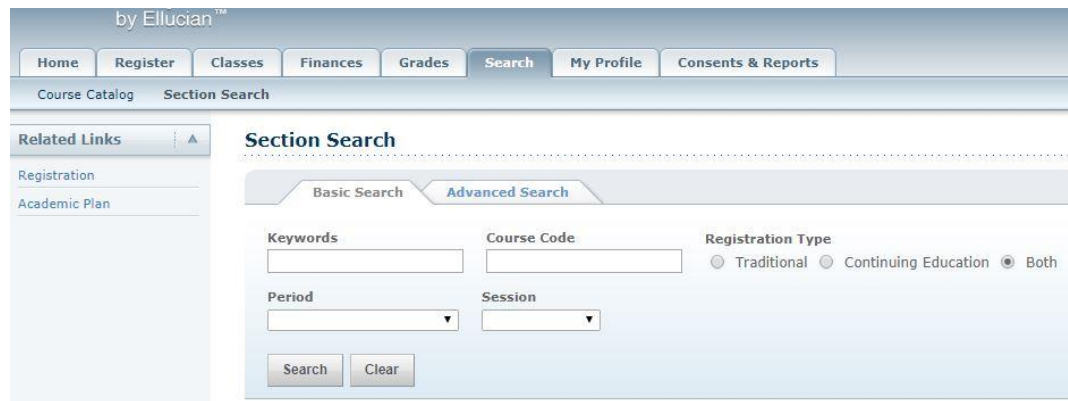 by Ellucian™
Home Register Classes Finances Grades Search My Profile Consents & Reports
Course Catalog Section Search
Related Links
Registration
Academic Plan
Section Search
Basic Search Advanced Search
Keywords Course Code Registration Type
Traditional Continuing Education Both
Period Session
Search Clear